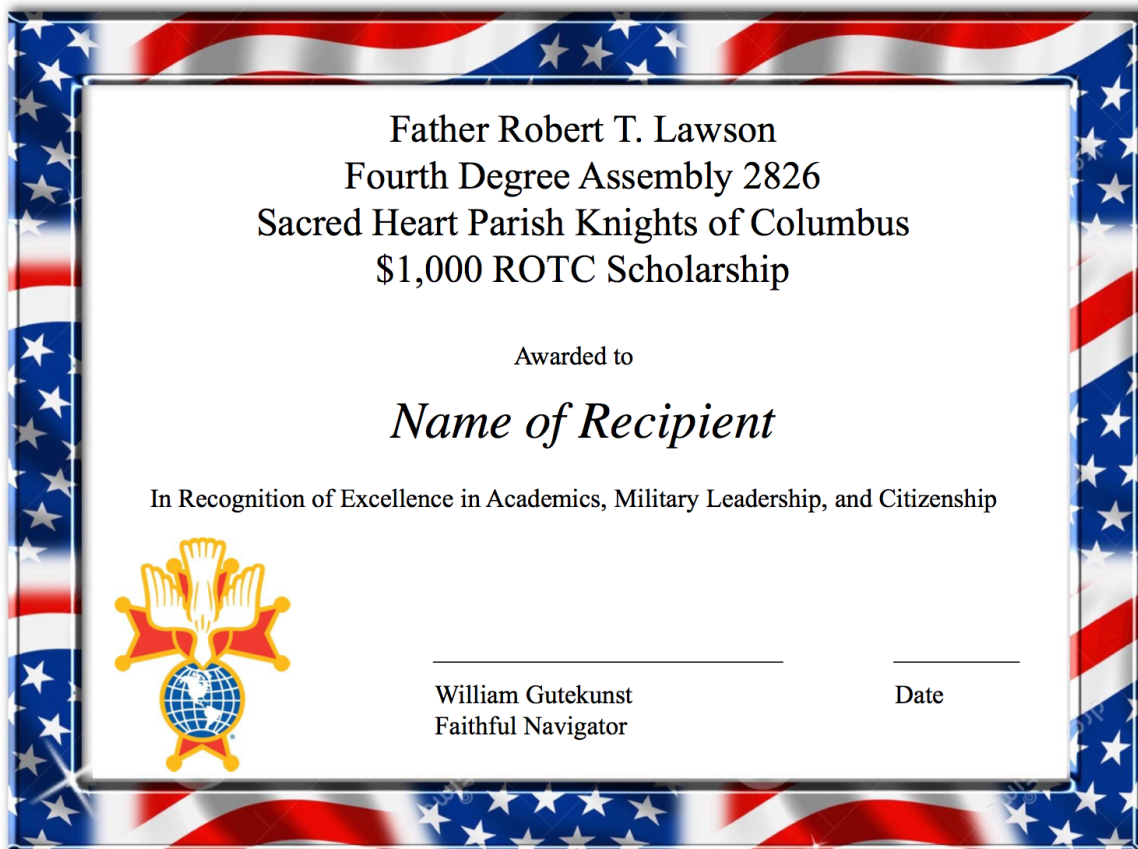 Father Robert T. Lawson
Fourth Degree Assembly 2826
Sacred Heart Parish Knights of Columbus
$1,000 ROTC Scholarship
Awarded to
Name of Recipient
In Recognition of Excellence in Academics, Military Leadership, and Citizenship
William Gutekunst
Faithful Navigator
Date